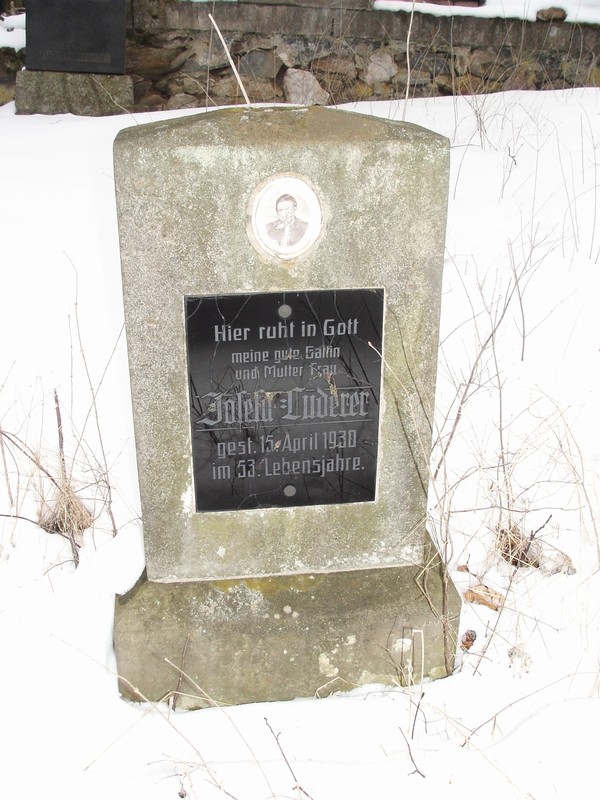 Hier ruht in Gott
meine gute Gattin
und Mutter Frau
Josefa Luderer
gest. 15. April 1930
im 53. Lebensjahre.